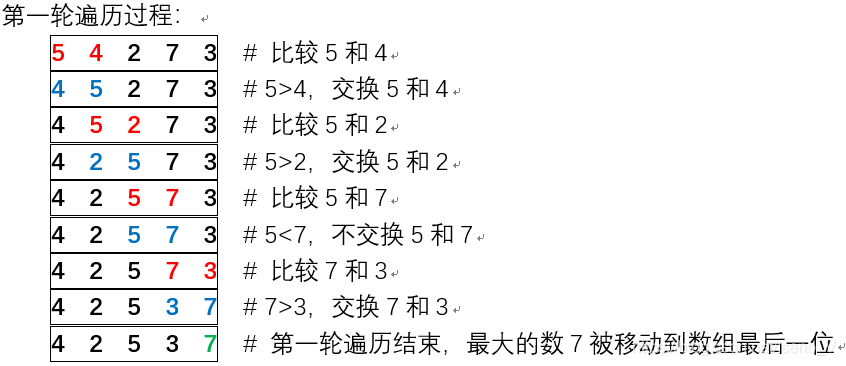 第一轮遍历过程：
5 4 2 7 3 # 比较 5 和 4
4 5 2 7 3 # 5>4，交换 5 和 4
4 5 2 7 3 # 比较 5 和 2
4 2 5 7 3 # 5>2，交换 5 和 2
4 2 5 7 3 # 比较 5 和 7
4 2 5 7 3 # 5<7，不交换 5 和 7
4 2 5 7 3 # 比较 7 和 3
4 2 5 3 7 # 7>3，交换 7 和 3
4 2 5 3 7 # 第一轮遍历结束，最大的数 7 被移动到数组最后一位